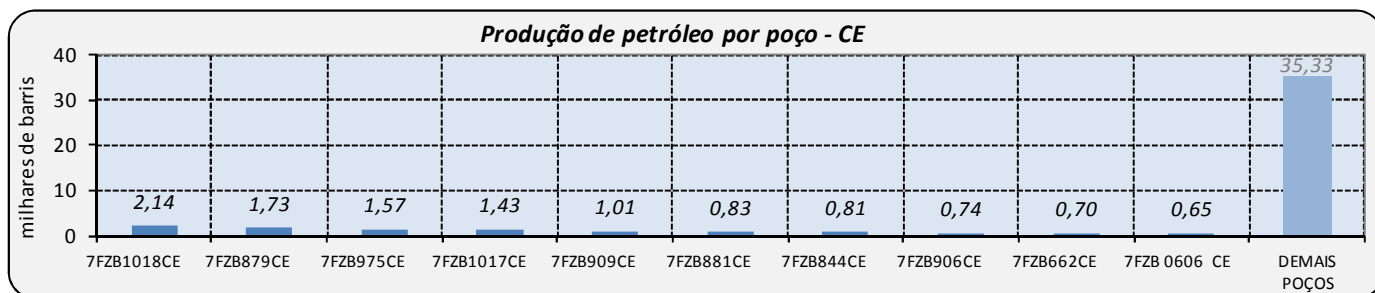 Produção de petróleo por poço - CE
milhares de barris
40
30
20
10
0
2,14
1,73
1,57
1,43
1,01
0,83
0,81
0,74
0,70
0,65
35,33
7FZB1018CE
7FZB879CE
7FZB975CE
7FZB1017CE
7FZB909CE
7FZB881CE
7FZB844CE
7FZB906CE
7FZB662CE
7FZB 0606 CE
DEMAIS
POÇOS